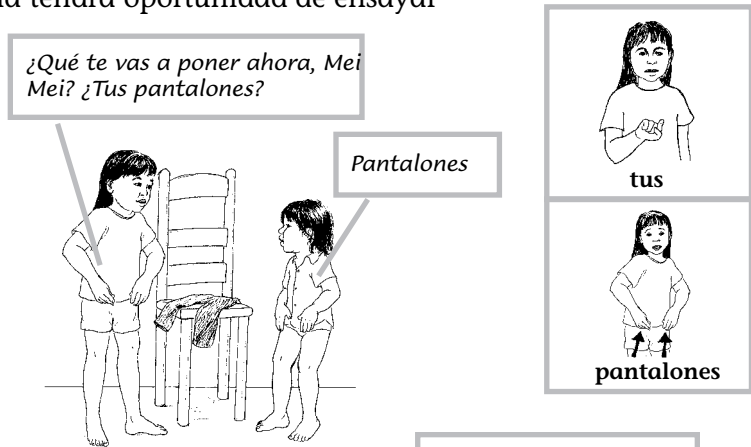 tendrá oportunidad de ensayar
¿Qué te vas a poner ahora, Mei
Mei? ¿Tus pantalones?
Pantalones
tus
pantalones